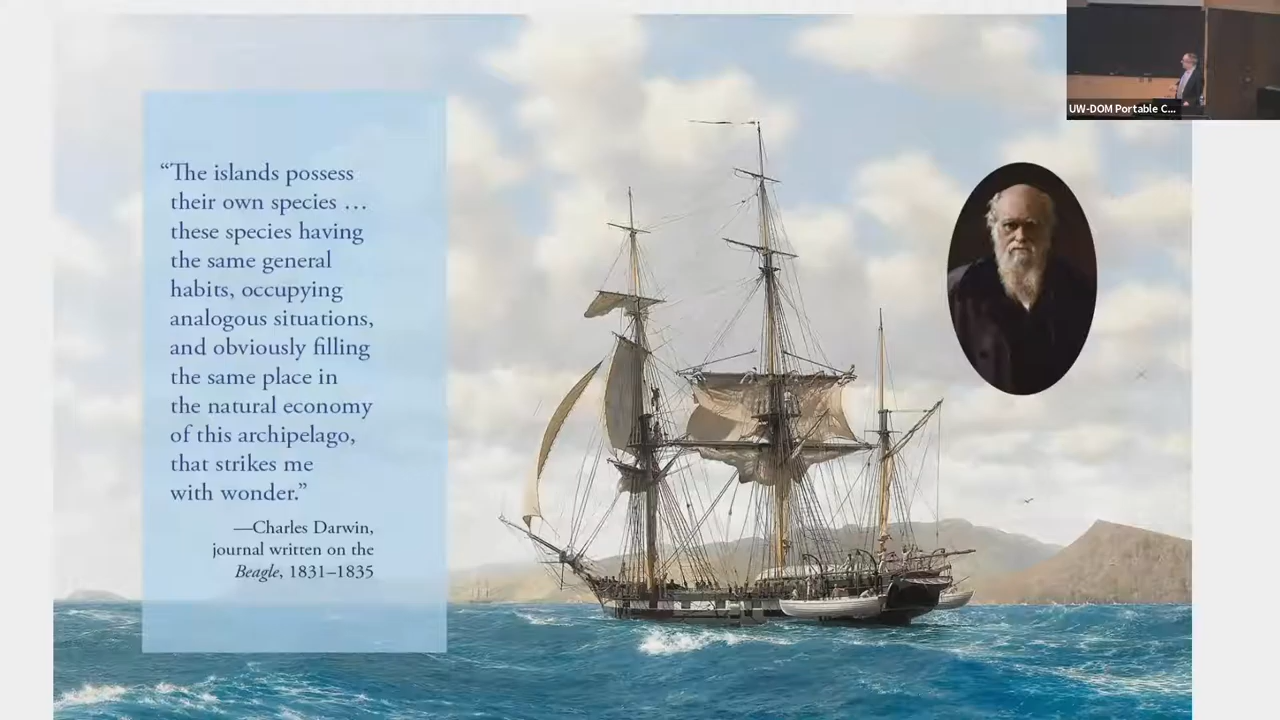 “The islands possess
their own species …
these species having
the same general
habits, occupying
analogous situations,
and obviously filling
the same place in
the natural economy
of this archipelago,
that strikes me
with wonder.”
—Charles Darwin,
journal written on the
Beagle, 1831–1835
UW-DOM Portable C...